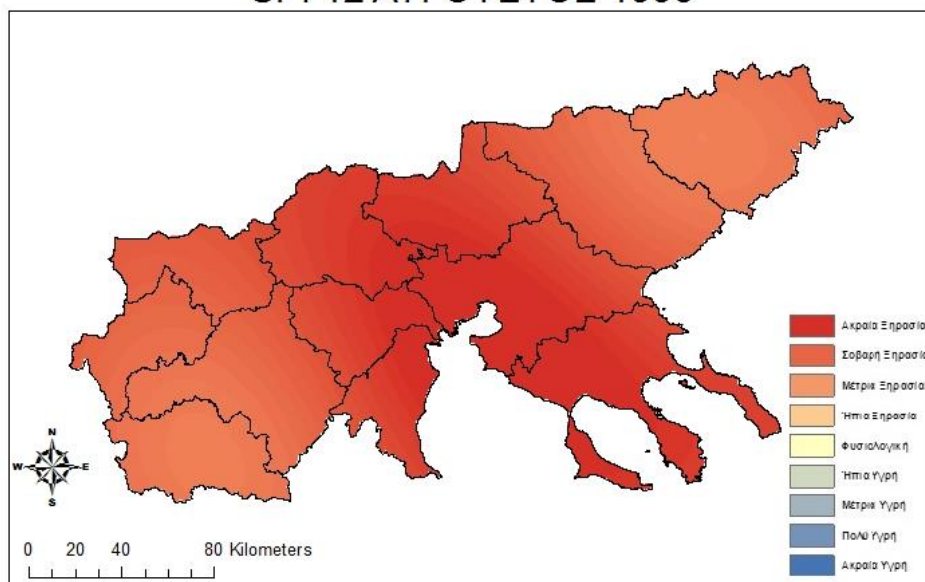 N
W E
S
0 20 40 80 Kilometers
Ακραία Ξηρασία
Σοβαρή Ξηρασία
Μέτρια Ξηρασία
Ήπια Ξηρασία
Φυσιολογική
Ήπια Υγρή
Μέτρια Υγρή
Πολύ Υγρή
Ακραία Υγρή